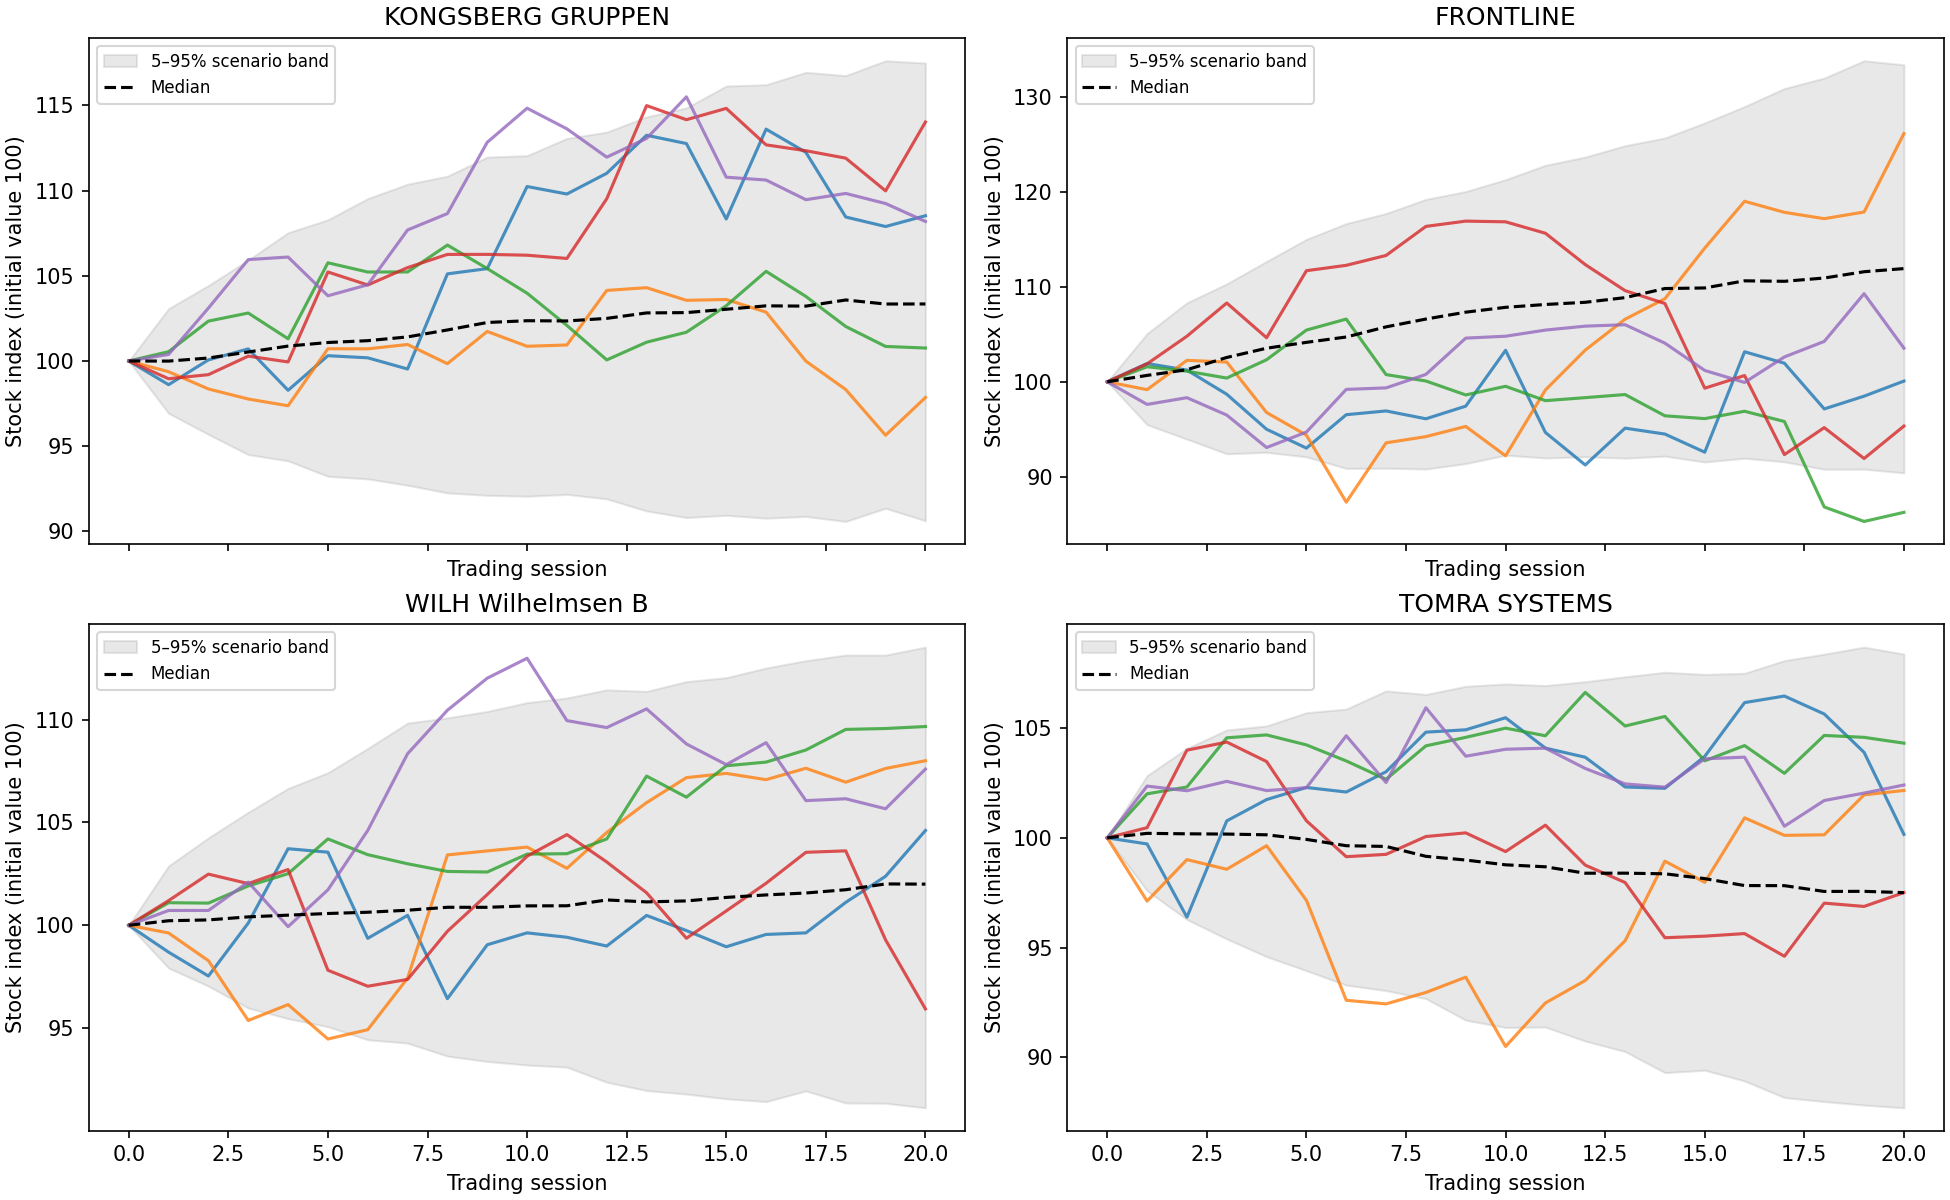 KONGSBERG GRUPPEN
5–95% scenario band
Median
Stock index (initial value 100)
115
110
105
100
95
90
Trading session
FRONTLINE
5–95% scenario band
Median
Stock index (initial value 100)
130
120
110
100
90
Trading session
WILH Wilhelmsen B
5–95% scenario band
Median
Stock index (initial value 100)
110
105
100
95
0.0 2.5 5.0 7.5 10.0 12.5 15.0 17.5 20.0
Trading session
TOMRA SYSTEMS
5–95% scenario band
Median
Stock index (initial value 100)
105
100
95
90
0.0 2.5 5.0 7.5 10.0 12.5 15.0 17.5 20.0
Trading session